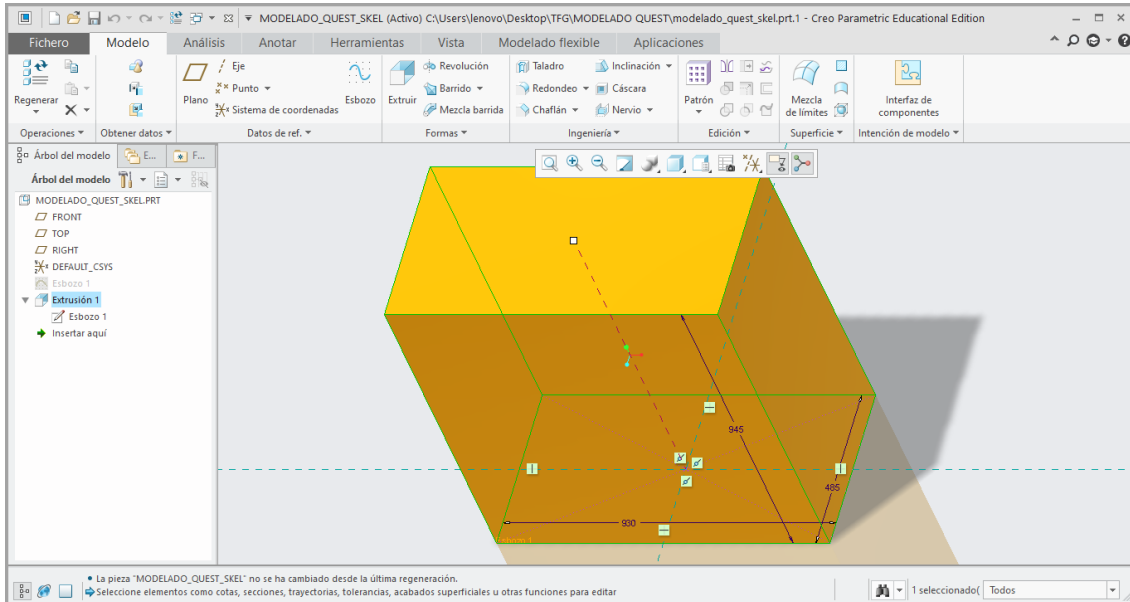 MODELADO_QUEST_SKEL (Activo) C:\Users\lenovo\Desktop\TFG\MODELADO QUEST\modelado_quest_skel.prt.1 - Creo Parametric Educational Edition
Fichero Modelo Análisis Anotar Herramientas Vista Modelado flexible Aplicaciones
Regenerar
Plano
Eje
Punto
Sistema de coordenadas
Esbozo
Extruir
Revolución
Barrido
Mezcla barrida
Taladro
Redondeo
Chaflán
Inclinación
Cáscara
Nervio
Patrón
Mezcla
de límites
Interfaz de
componentes
Operaciones Obtener datos Datos de ref. Formas Ingeniería Edición Superficie Intención de modelo
Árbol del modelo E... F...
Árbol del modelo
MODELADO_QUEST_SKEL.PRT
FRONT
TOP
RIGHT
DEFAULT_CSYS
Esbozo 1
Extrusión 1
Esbozo 1
Insertar aquí
945
485
930
Esbozo 1
La pieza "MODELADO_QUEST_SKEL" no se ha cambiado desde la última regeneración.
Seleccione elementos como cotas, secciones, trayectorias, tolerancias, acabados superficiales u otras funciones para editar
1 seleccionado( Todos